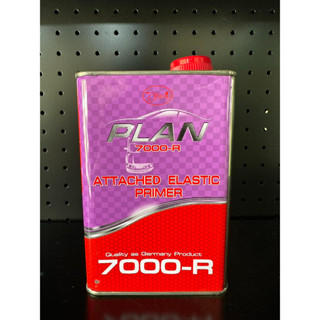 PLAN
7000-R
ATTACHED ELASTIC
PRIMER
Quality as Germany Product
7000-R